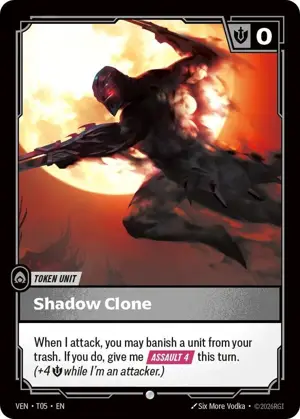 0
TOKEN UNIT
Shadow Clone
When I attack, you may banish a unit from your
trash. If you do, give me ASSAULT 4 this turn.
(+4 while I'm an attacker.)
VEN • T05 • EN
Six More Vodka • ©2026RGI